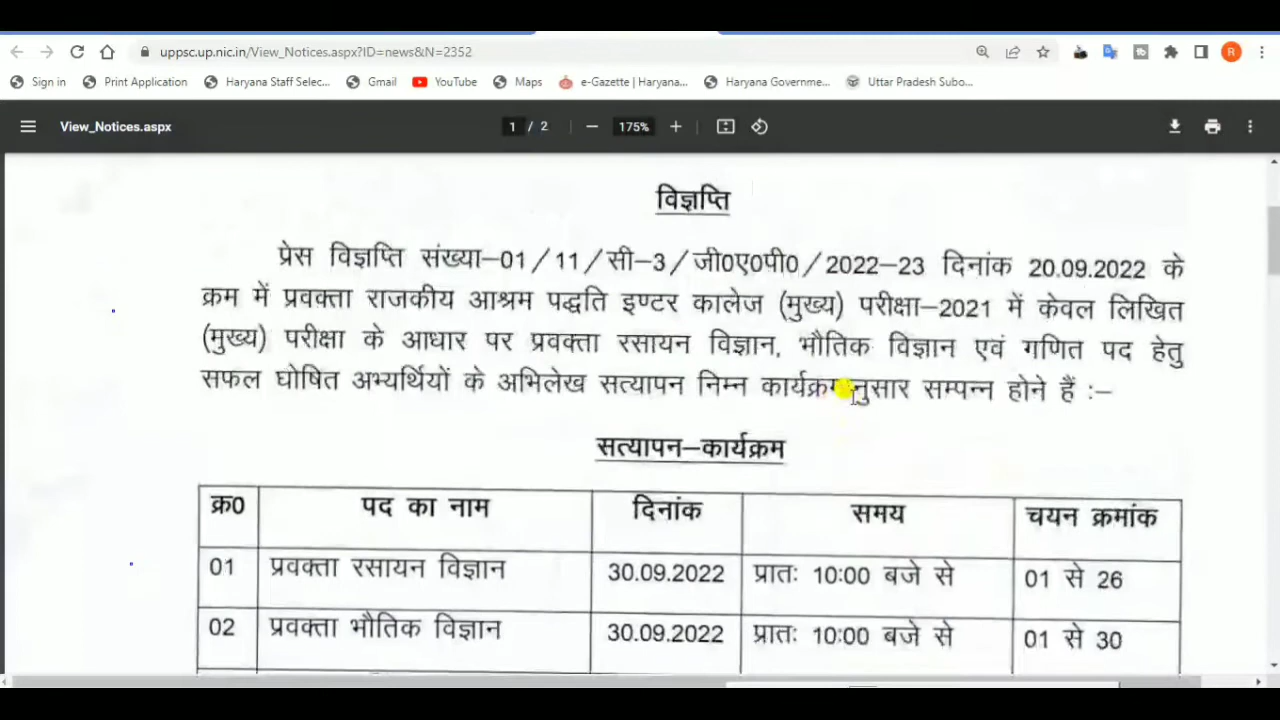 uppsc.up.nic.in/View_Notices.aspx?ID=news&N=2352
R
Sign in Print Application Haryana Staff Selec... Gmail YouTube Maps e-Gazette | Haryana... Haryana Governme... Uttar Pradesh Subo...
View_Notices.aspx 1 / 2 175%
विज्ञप्ति
प्रेस विज्ञप्ति संख्या–01/11/सी–3/जी0ए0पी0/2022–23 दिनांक 20.09.2022 के
क्रम में प्रवक्ता राजकीय आश्रम पद्धति इण्टर कालेज (मुख्य) परीक्षा–2021 में केवल लिखित
(मुख्य) परीक्षा के आधार पर प्रवक्ता रसायन विज्ञान, भौतिक विज्ञान एवं गणित पद हेतु
सफल घोषित अभ्यर्थियों के अभिलेख सत्यापन निम्न कार्यक्रमानुसार सम्पन्न होने हैं :–
सत्यापन–कार्यक्रम
क्र0 पद का नाम दिनांक समय चयन क्रमांक
01 प्रवक्ता रसायन विज्ञान 30.09.2022 प्रातः 10:00 बजे से 01 से 26
02 प्रवक्ता भौतिक विज्ञान 30.09.2022 प्रातः 10:00 बजे से 01 से 30